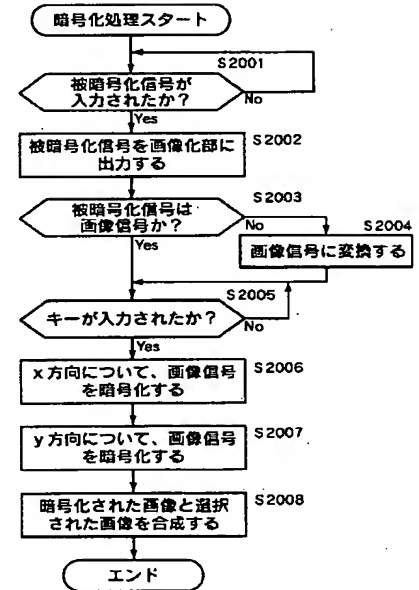 暗号化処理スタート
S2001
被暗号化信号が
入力されたか?
No
Yes
S2002
被暗号化信号を画像化部に
出力する
S2003
被暗号化信号は
画像信号か?
No
Yes
S2004
画像信号に変換する
S2005
キーが入力されたか?
No
Yes
S2006
x方向について、画像信号
を暗号化する
S2007
y方向について、画像信号
を暗号化する
S2008
暗号化された画像と選択
された画像を合成する
エンド